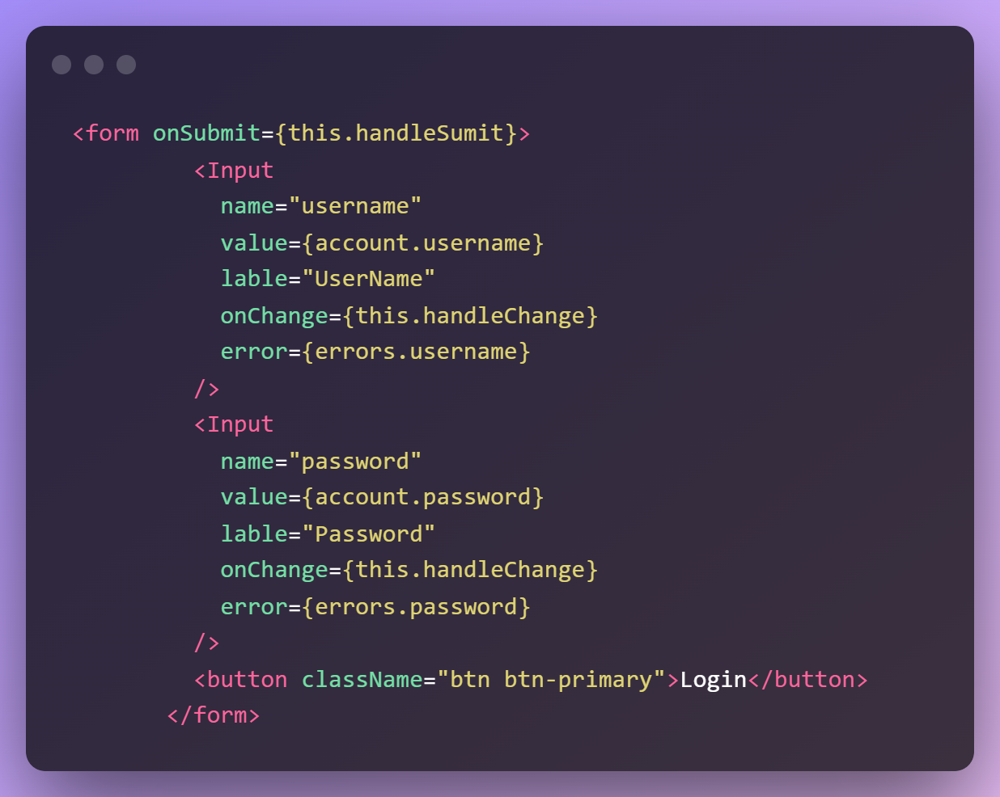 <form onSubmit={this.handleSumit}>
<Input
name="username"
value={account.username}
lable="UserName"
onChange={this.handleChange}
error={errors.username}
/>
<Input
name="password"
value={account.password}
lable="Password"
onChange={this.handleChange}
error={errors.password}
/>
<button className="btn btn-primary">Login</button>
</form>